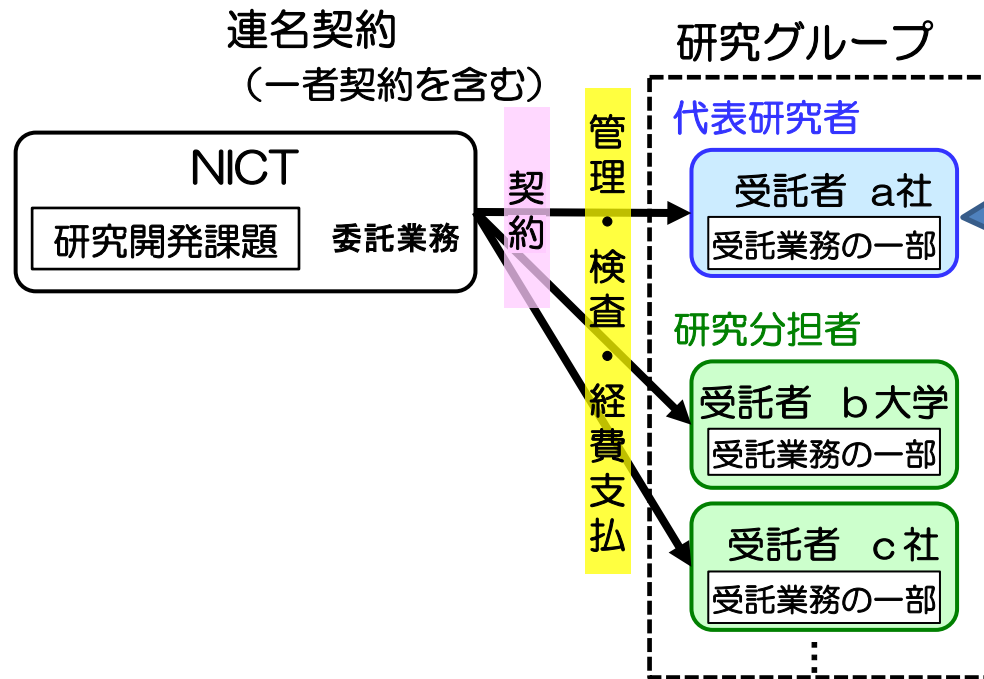 連名契約
（一者契約を含む）
NICT
研究開発課題
委託業務
契約
管理・検査・経費支払
研究グループ
代表研究者
受託者 a社
受託業務の一部
研究分担者
受託者 b大学
受託業務の一部
受託者 c社
受託業務の一部